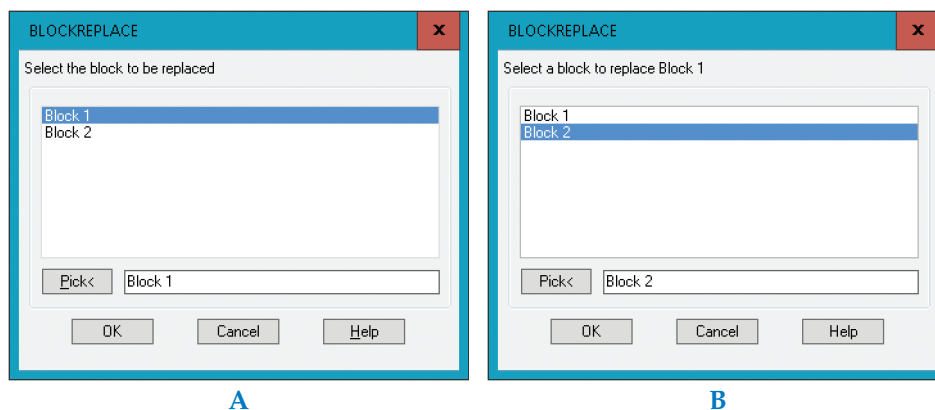 BLOCKREPLACE
x
Select the block to be replaced
Block 1
Block 2
Pick<
Block 1
OK
Cancel
Help
A
BLOCKREPLACE
x
Select a block to replace Block 1
Block 1
Block 2
Pick<
Block 2
OK
Cancel
Help
B